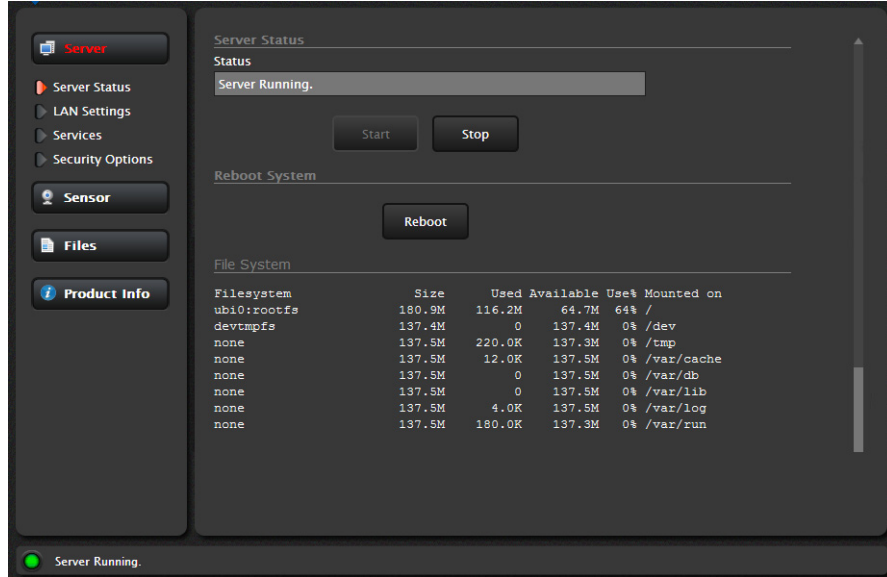 Server
Server Status
LAN Settings
Services
Security Options
Sensor
Files
Product Info
Server Status
Status
Server Running.
Start
Stop
Reboot System
Reboot
File System
Filesystem Size Used Available Use% Mounted on
ubi0:rootfs 180.9M 116.2M 64.7M 64% /
devtmpfs 137.4M 0 137.4M 0% /dev
none 137.5M 220.0K 137.3M 0% /tmp
none 137.5M 12.0K 137.5M 0% /var/cache
none 137.5M 0 137.5M 0% /var/db
none 137.5M 0 137.5M 0% /var/lib
none 137.5M 4.0K 137.5M 0% /var/log
none 137.5M 180.0K 137.3M 0% /var/run
Server Running.